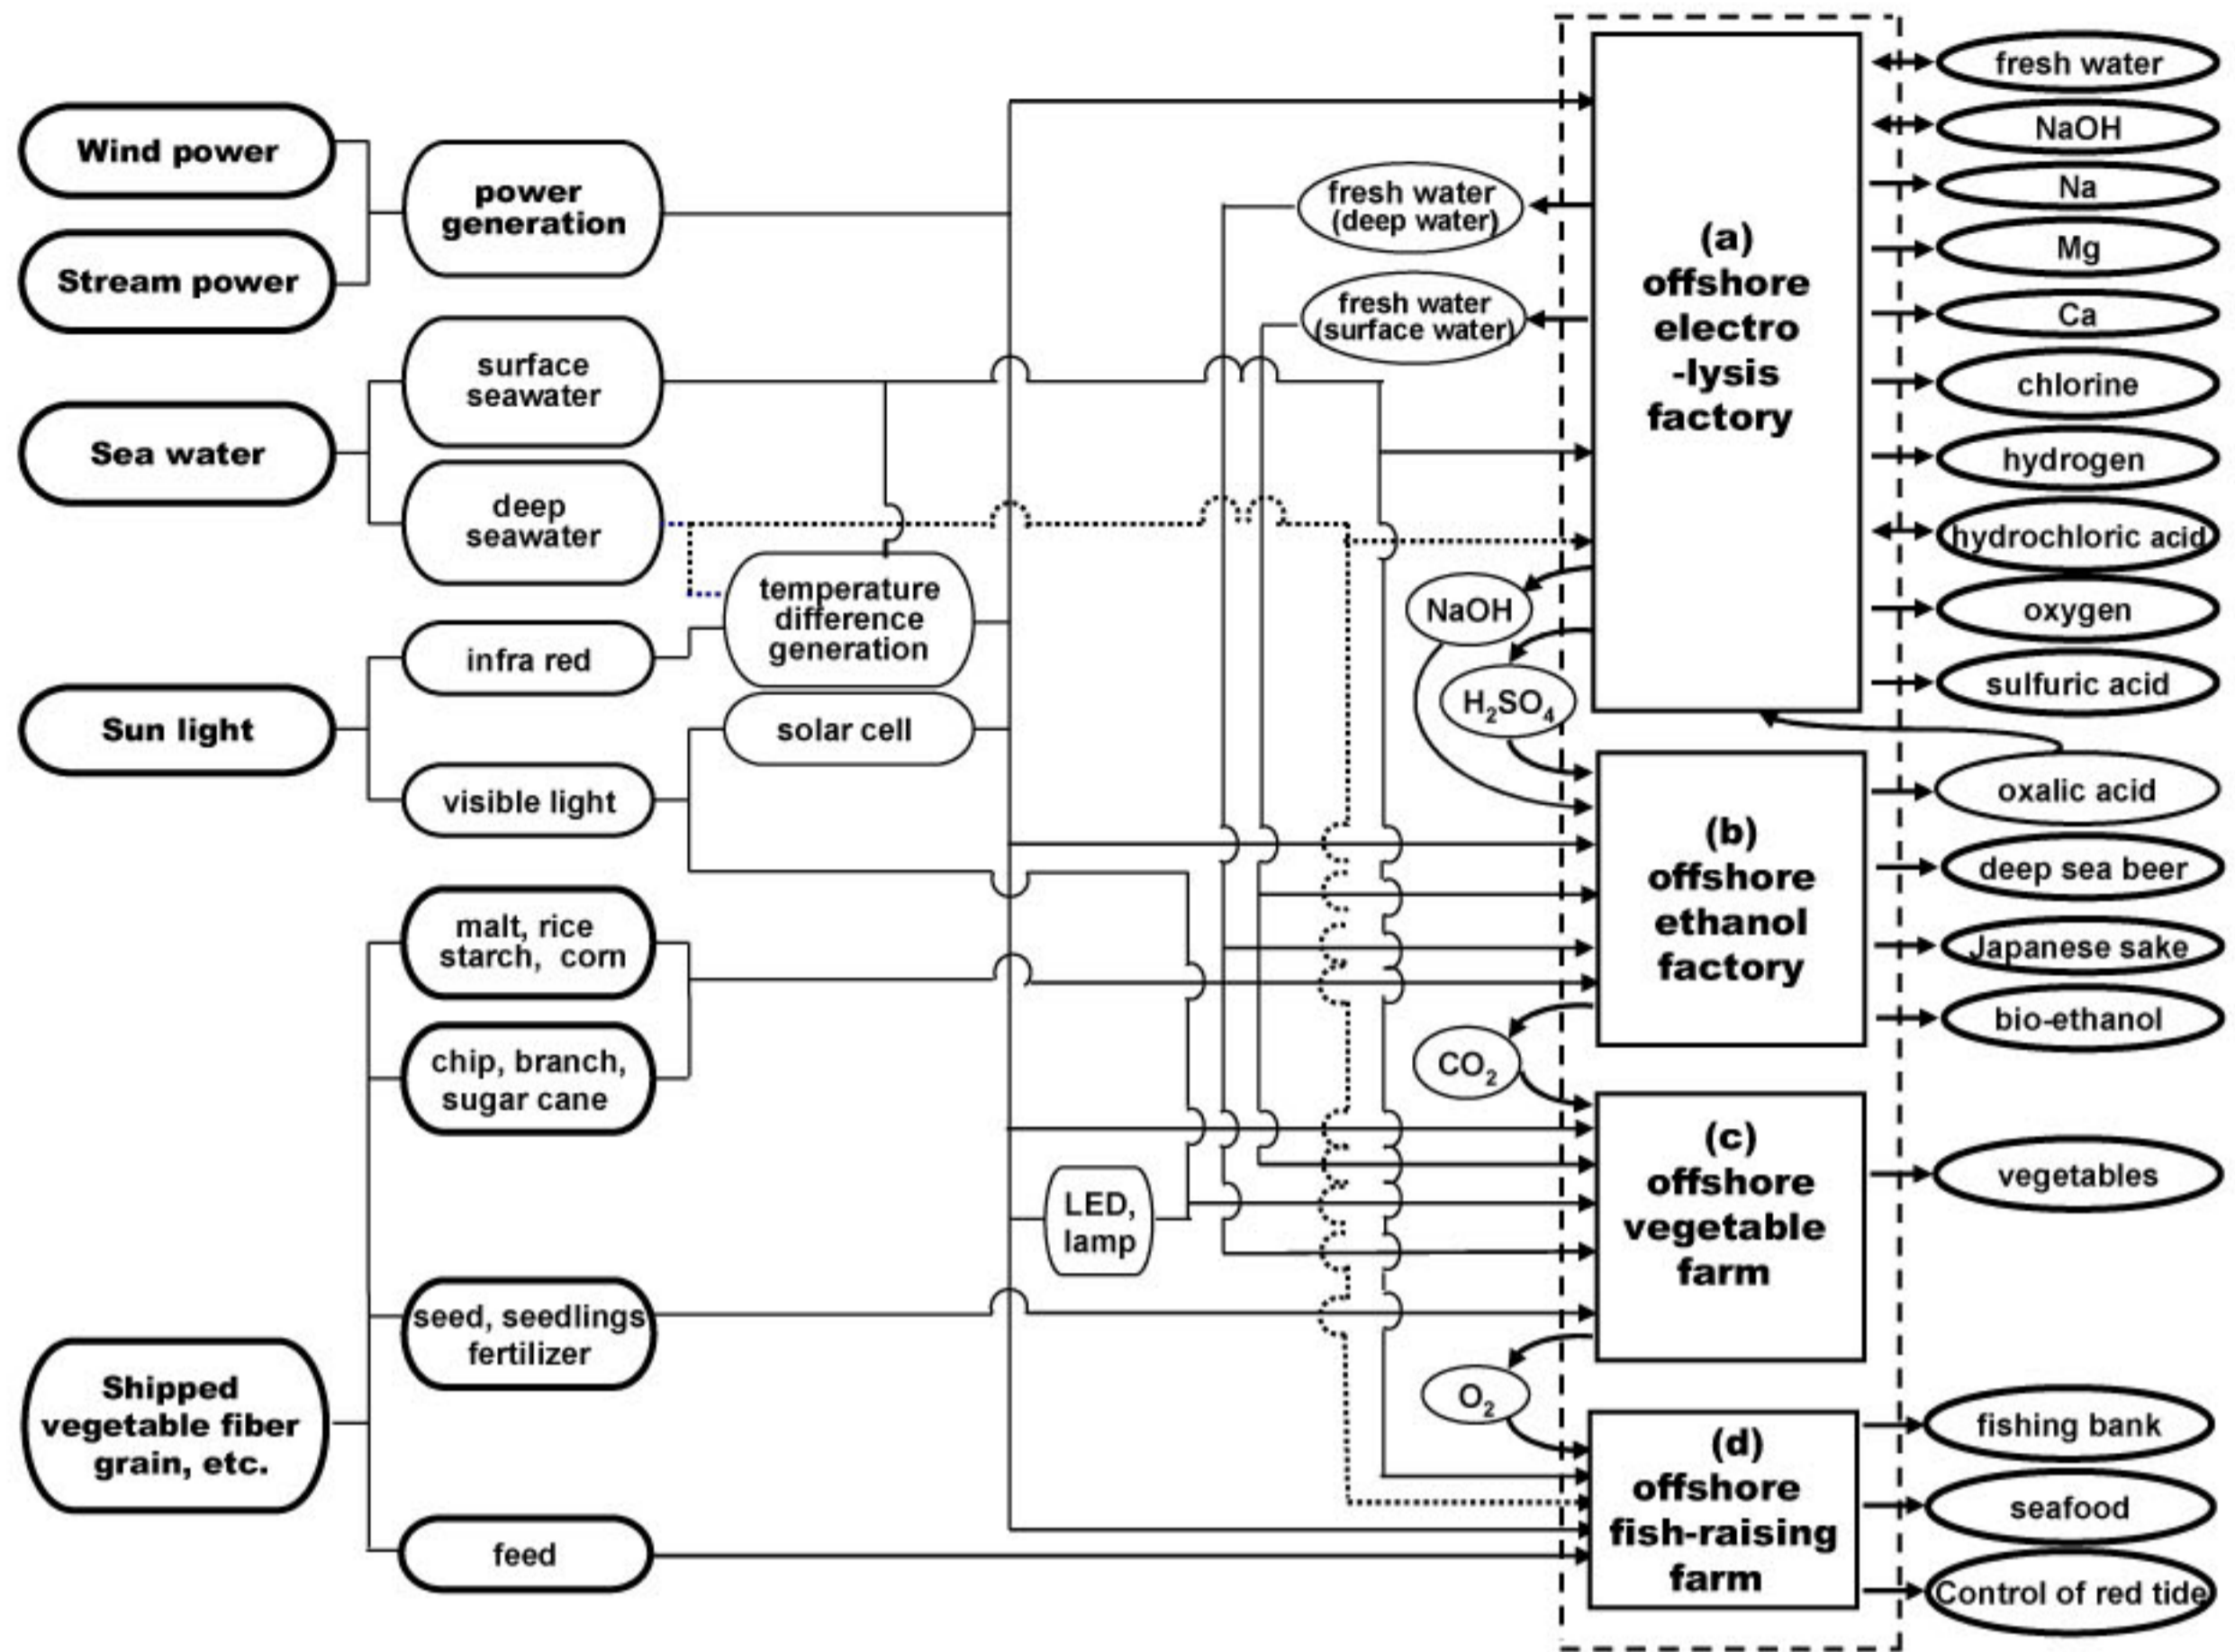 Wind power
Stream power
Sea water
Sun light
Shipped
vegetable fiber
grain, etc.
power
generation
surface
seawater
deep
seawater
infra red
visible light
malt, rice
starch, corn
chip, branch,
sugar cane
seed, seedlings
fertilizer
feed
temperature
difference
generation
solar cell
LED,
lamp
fresh water
(deep water)
fresh water
(surface water)
NaOH
H₂SO₄
CO₂
O₂
(a)
offshore
electro
-lysis
factory
(b)
offshore
ethanol
factory
(c)
offshore
vegetable
farm
(d)
offshore
fish-raising
farm
fresh water
NaOH
Na
Mg
Ca
chlorine
hydrogen
hydrochloric acid
oxygen
sulfuric acid
oxalic acid
deep sea beer
Japanese sake
bio-ethanol
vegetables
fishing bank
seafood
Control of red tide